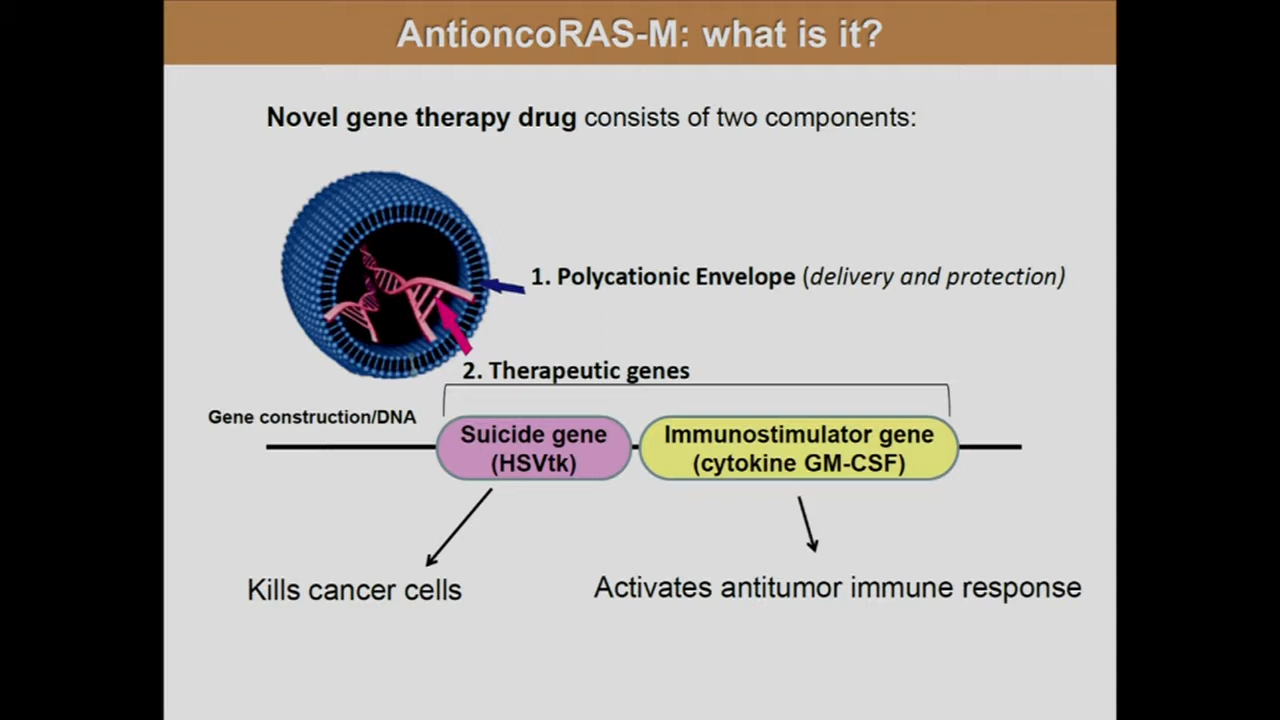 AntioncoRAS-M: what is it?
Novel gene therapy drug consists of two components:
1. Polycationic Envelope (delivery and protection)
2. Therapeutic genes
Gene construction/DNA
Suicide gene
(HSVtk)
Immunostimulator gene
(cytokine GM-CSF)
Kills cancer cells
Activates antitumor immune response